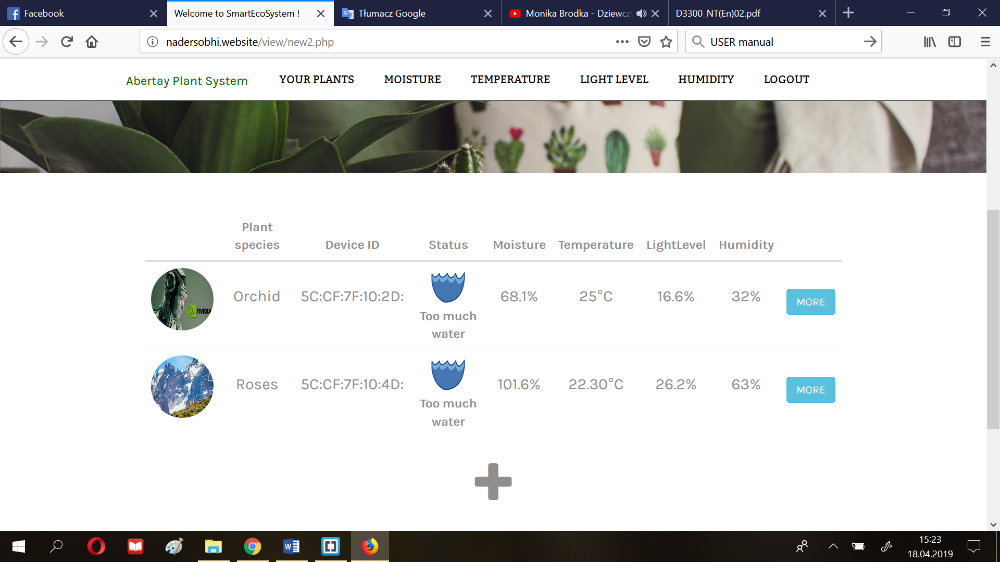 Facebook
Welcome to SmartEcoSystem !
Tłumacz Google
Monika Brodka - Dziewczy
D3300_NT(En)02.pdf
nadersobhi.website/view/new2.php
USER manual
Abertay Plant System
YOUR PLANTS
MOISTURE
TEMPERATURE
LIGHT LEVEL
HUMIDITY
LOGOUT
Plant
species
Device ID
Status
Moisture
Temperature
LightLevel
Humidity
NVIDIA
Orchid
5C:CF:7F:10:2D:
Too much
water
68.1%
25°C
16.6%
32%
MORE
Roses
5C:CF:7F:10:4D:
Too much
water
101.6%
22.30°C
26.2%
63%
MORE
15:23
18.04.2019